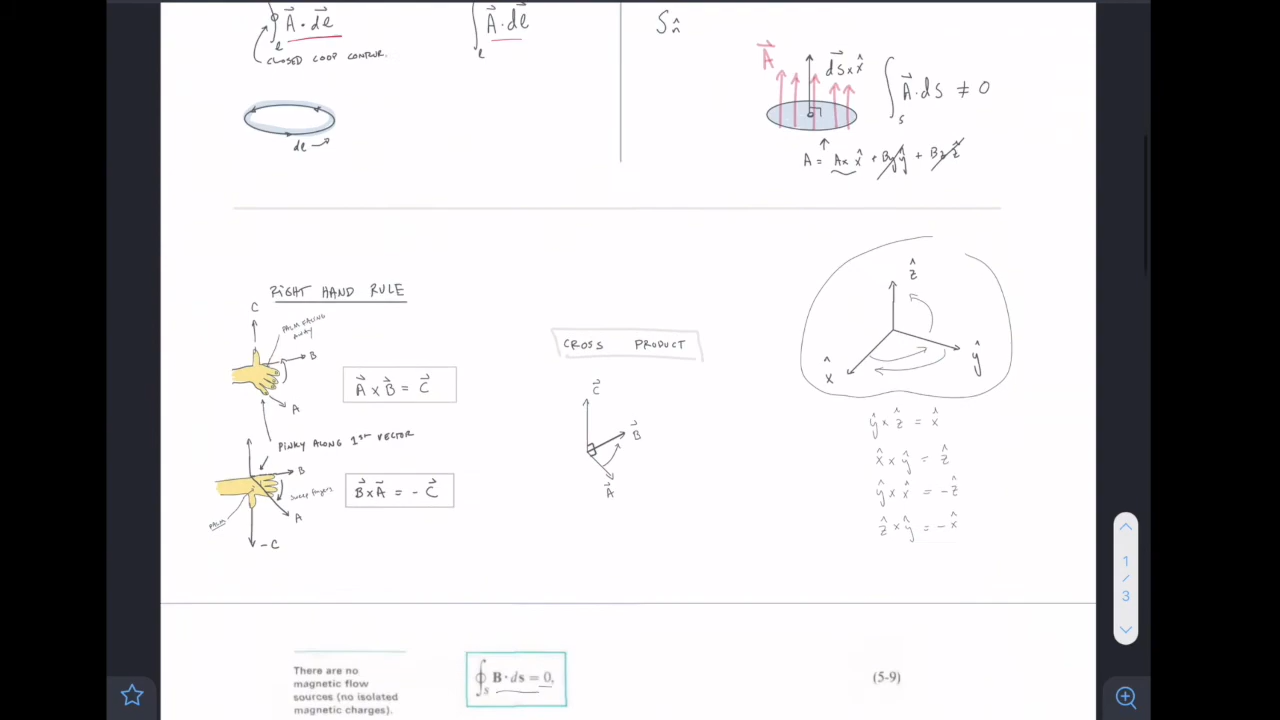 ∮ₗ A⃗ · dℓ⃗
CLOSED LOOP CONTOUR.
dℓ
∫ₗ A⃗ · dℓ⃗
S n̂
A⃗
dS⃗ x x̂
∫ₛ A⃗ · dS ≠ 0
A = Ax x̂ + By ŷ + Bz ẑ
RIGHT HAND RULE
C
PALM FACING
AWAY
B
A
A⃗ x B⃗ = C⃗
PINKY ALONG 1ST VECTOR
B
sweep fingers
A
PALM
-C
B⃗ x A⃗ = - C⃗
CROSS PRODUCT
C⃗
B⃗
A⃗
ẑ
x̂
ŷ
ŷ x ẑ = x̂
x̂ x ŷ = ẑ
ŷ x x̂ = -ẑ
ẑ x ŷ = -x̂
There are no
magnetic flow
sources (no isolated
magnetic charges).
∮ₛ B · ds = 0,
(5-9)
1
/
3